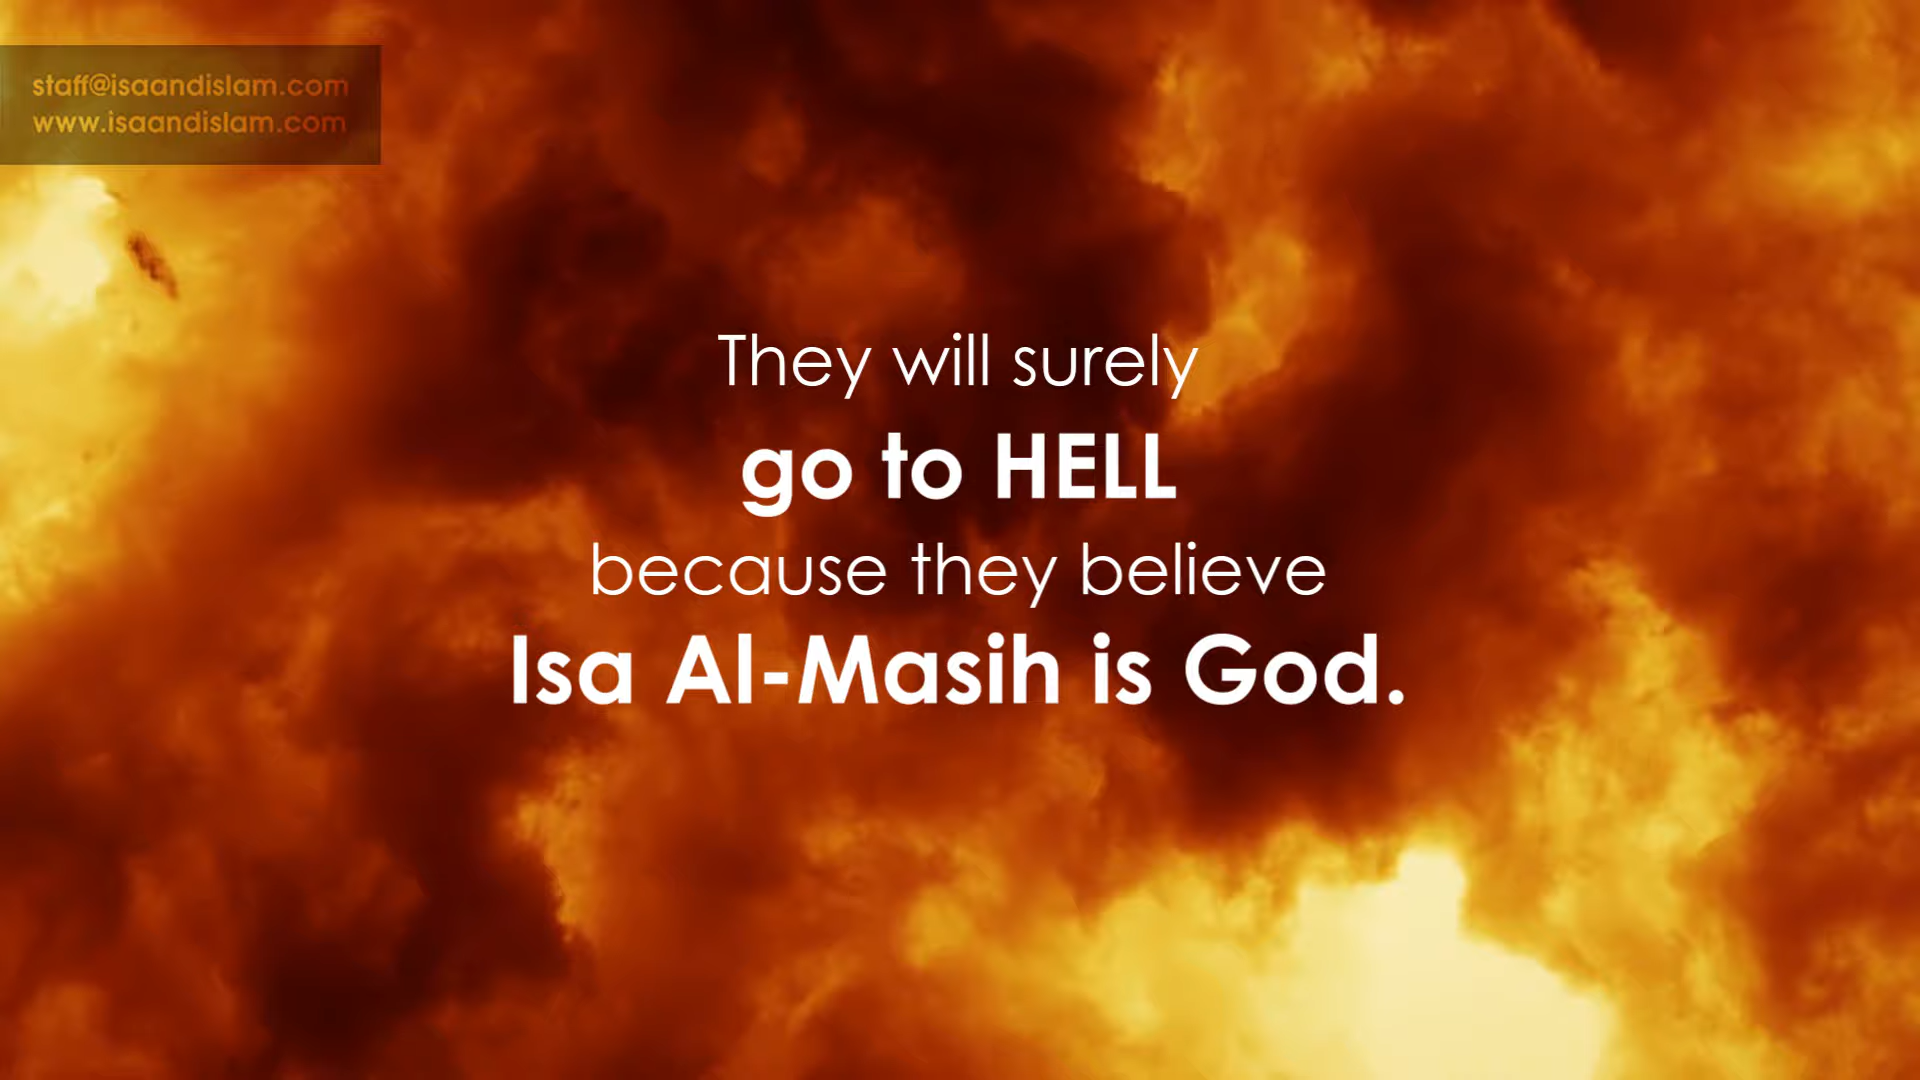 staff@isaandislam.com
www.isaandislam.com
They will surely
go to HELL
because they believe
Isa Al-Masih is God.